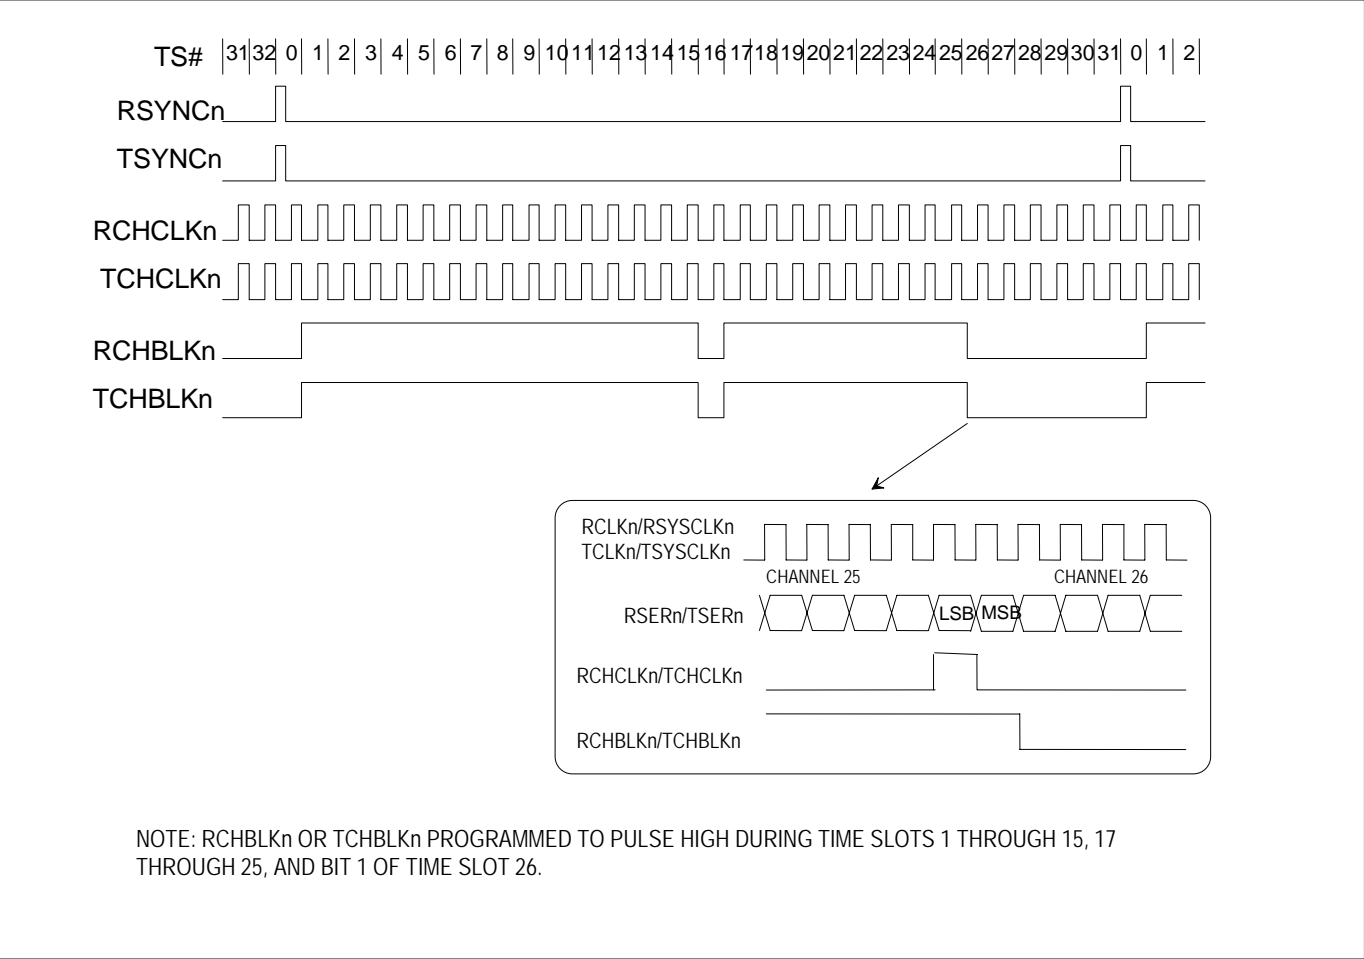 TS# 31 32 0 1 2 3 4 5 6 7 8 9 10 11 12 13 14 15 16 17 18 19 20 21 22 23 24 25 26 27 28 29 30 31 0 1 2
RSYNCn
TSYNCn
RCHCLKn
TCHCLKn
RCHBLKn
TCHBLKn
RCLKn/RSYSCLKn
TCLKn/TSYSCLKn
CHANNEL 25 CHANNEL 26
RSERn/TSERn LSB MSB
RCHCLKn/TCHCLKn
RCHBLKn/TCHBLKn
NOTE: RCHBLKn OR TCHBLKn PROGRAMMED TO PULSE HIGH DURING TIME SLOTS 1 THROUGH 15, 17
THROUGH 25, AND BIT 1 OF TIME SLOT 26.